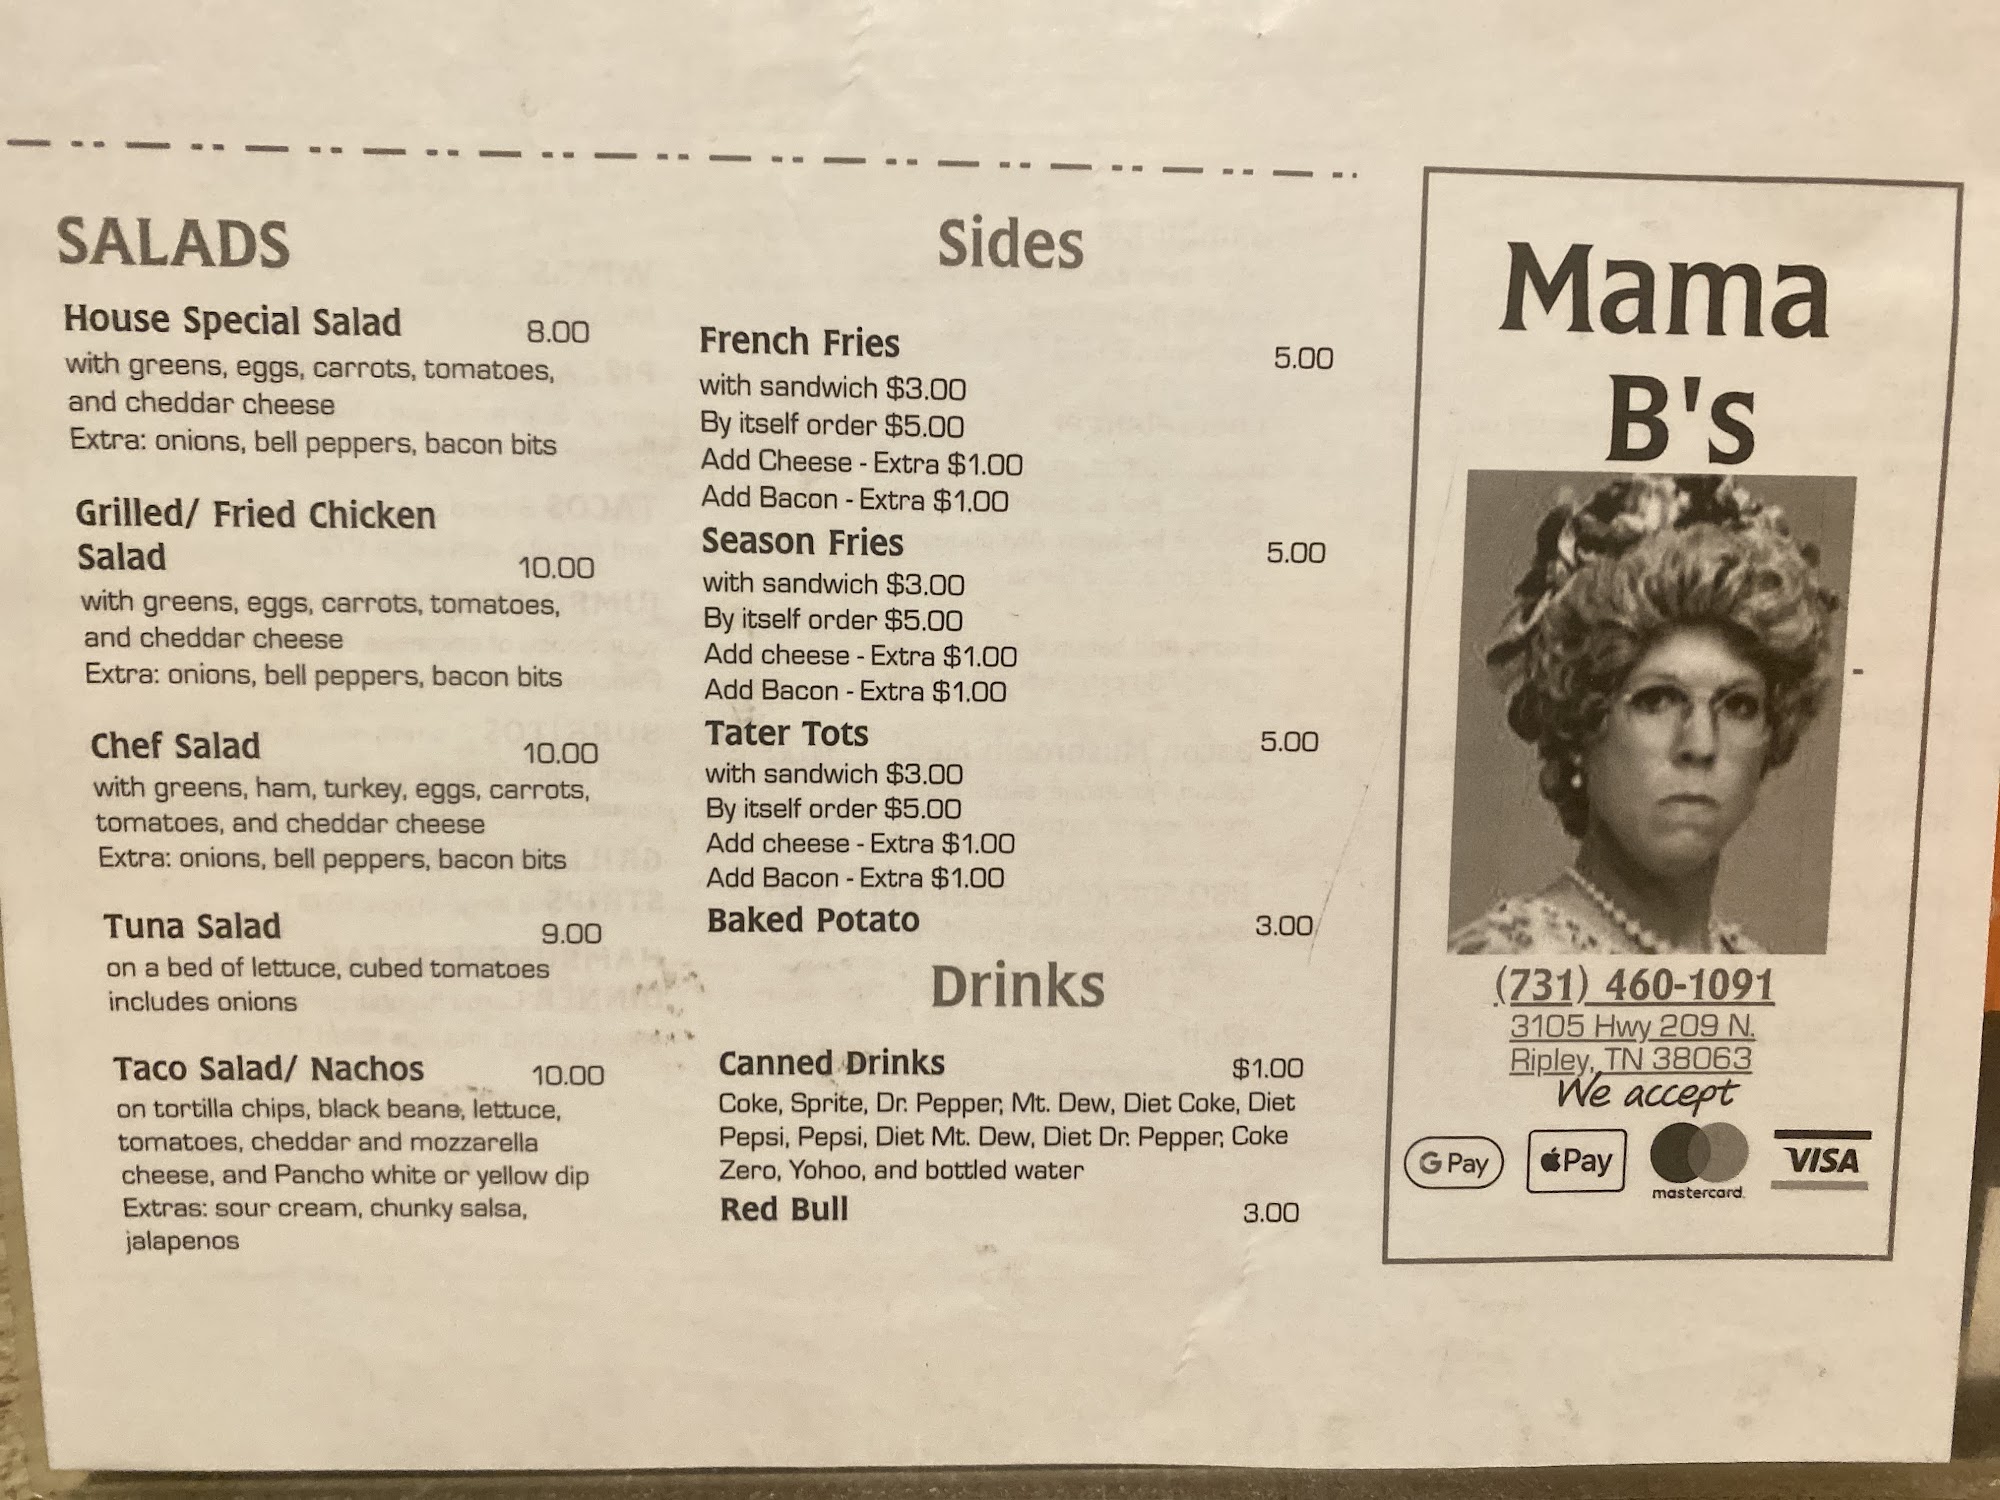 SALADS
House Special Salad 8.00
with greens, eggs, carrots, tomatoes,
and cheddar cheese
Extra: onions, bell peppers, bacon bits
Grilled/ Fried Chicken
Salad 10.00
with greens, eggs, carrots, tomatoes,
and cheddar cheese
Extra: onions, bell peppers, bacon bits
Chef Salad 10.00
with greens, ham, turkey, eggs, carrots,
tomatoes, and cheddar cheese
Extra: onions, bell peppers, bacon bits
Tuna Salad 9.00
on a bed of lettuce, cubed tomatoes
includes onions
Taco Salad/ Nachos 10.00
on tortilla chips, black beans, lettuce,
tomatoes, cheddar and mozzarella
cheese, and Pancho white or yellow dip
Extras: sour cream, chunky salsa,
jalapenos
Sides
French Fries 5.00
with sandwich $3.00
By itself order $5.00
Add Cheese - Extra $1.00
Add Bacon - Extra $1.00
Season Fries 5.00
with sandwich $3.00
By itself order $5.00
Add cheese - Extra $1.00
Add Bacon - Extra $1.00
Tater Tots 5.00
with sandwich $3.00
By itself order $5.00
Add cheese - Extra $1.00
Add Bacon - Extra $1.00
Baked Potato 3.00
Drinks
Canned Drinks $1.00
Coke, Sprite, Dr. Pepper, Mt. Dew, Diet Coke, Diet
Pepsi, Pepsi, Diet Mt. Dew, Diet Dr. Pepper, Coke
Zero, Yohoo, and bottled water
Red Bull 3.00
Mama
B's
(731) 460-1091
3105 Hwy 209 N.
Ripley, TN 38063
We accept
G Pay Pay mastercard. VISA